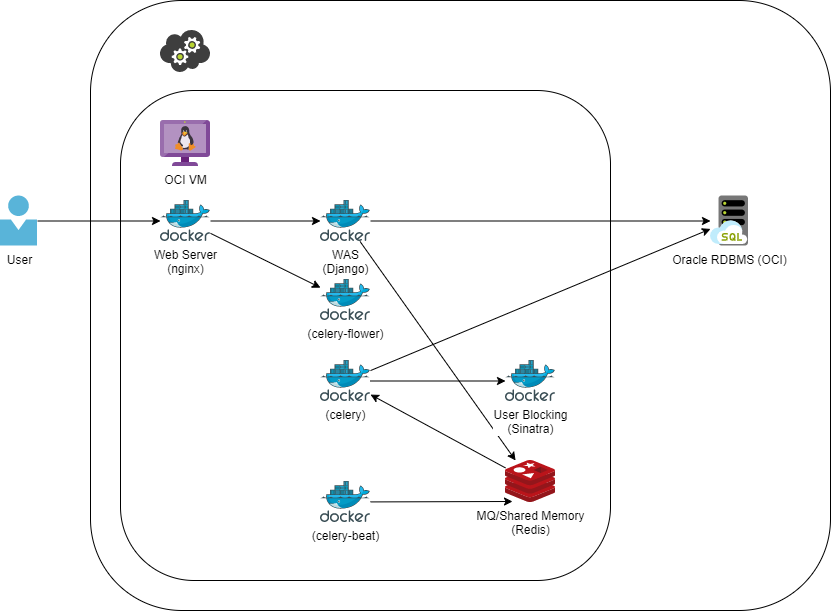 OCI VM
User
docker
Web Server
(nginx)
docker
WAS
(Django)
SQL
Oracle RDBMS (OCI)
docker
(celery-flower)
docker
(celery)
docker
User Blocking
(Sinatra)
docker
(celery-beat)
MQ/Shared Memory
(Redis)